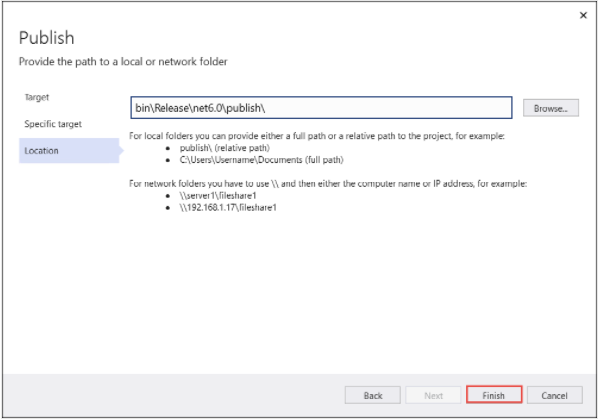 Publish
Provide the path to a local or network folder
Target
Specific target
Location
bin\Release\net6.0\publish\
Browse...
For local folders you can provide either a full path or a relative path to the project, for example:
• publish\ (relative path)
• C:\Users\Username\Documents (full path)
For network folders you have to use \\ and then either the computer name or IP address, for example:
• \\server1\fileshare1
• \\192.168.1.17\fileshare1
Back
Next
Finish
Cancel